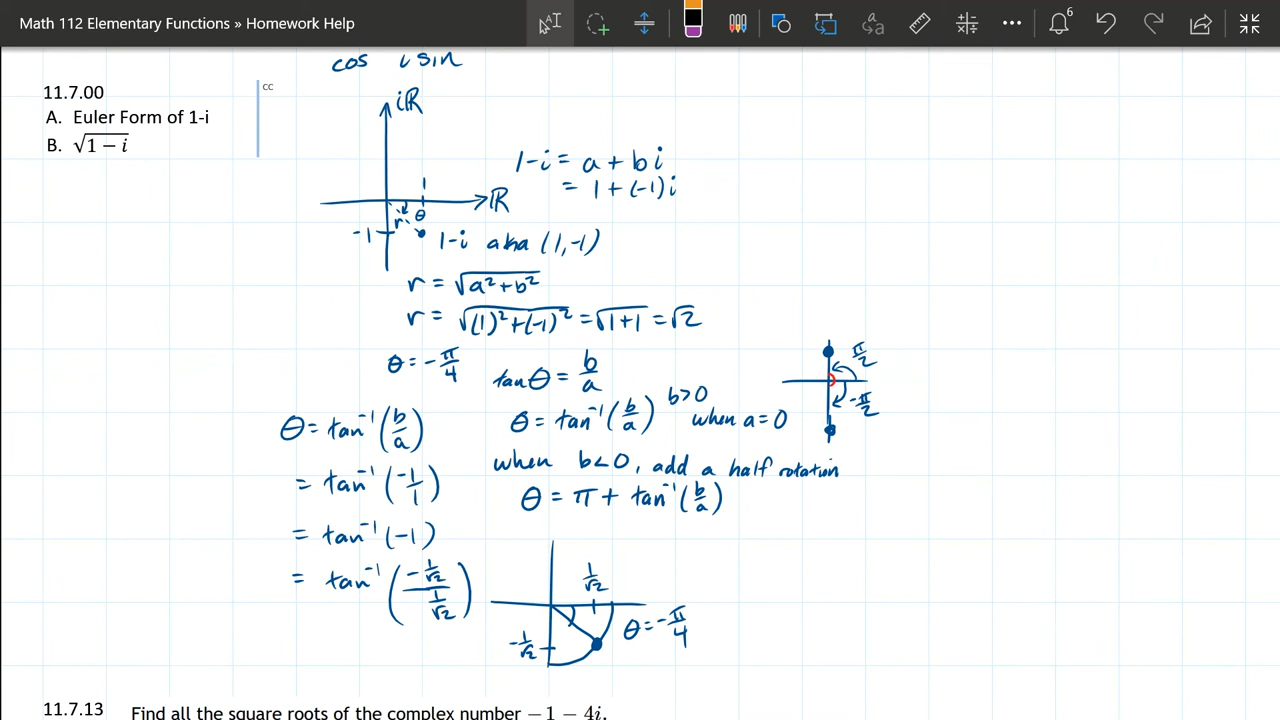 Math 112 Elementary Functions » Homework Help
6
cos i sin
11.7.00
cc
A. Euler Form of 1-i
B. √1 − i
iℝ
1
ℝ
r
θ
-1
1-i aka (1,-1)
1-i = a + bi
= 1 + (-1)i
r = √a² + b²
r = √(1)² + (-1)² = √1+1 = √2
θ = -π/4
tanθ = b/a
θ = tan⁻¹(b/a) b>0 when a = 0
π/2
-π/2
when b<0, add a half rotation
θ = π + tan⁻¹(b/a)
θ = tan⁻¹(b/a)
= tan⁻¹(-1/1)
= tan⁻¹(-1)
= tan⁻¹(-1/√2 / 1/√2)
1/√2
-1/√2
θ = -π/4
11.7.13 Find all the square roots of the complex number −1 − 4i.